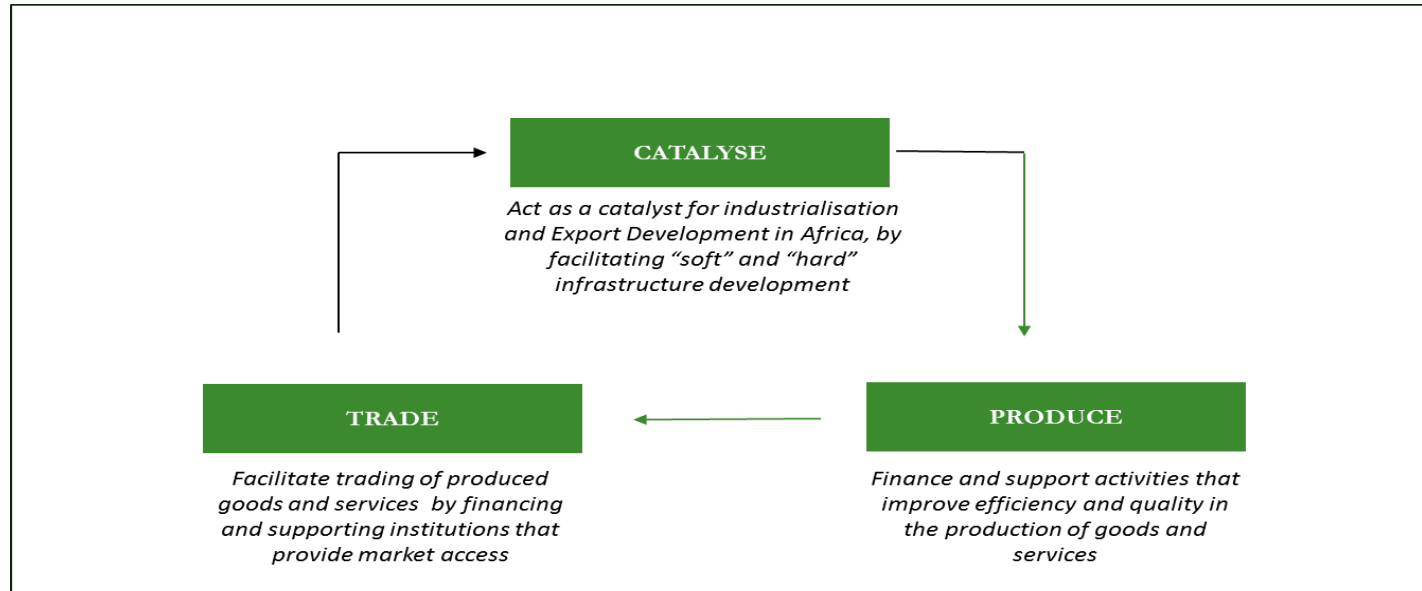 CATALYSE
Act as a catalyst for industrialisation
and Export Development in Africa, by
facilitating “soft” and “hard”
infrastructure development
TRADE
Facilitate trading of produced
goods and services by financing
and supporting institutions that
provide market access
PRODUCE
Finance and support activities that
improve efficiency and quality in
the production of goods and
services